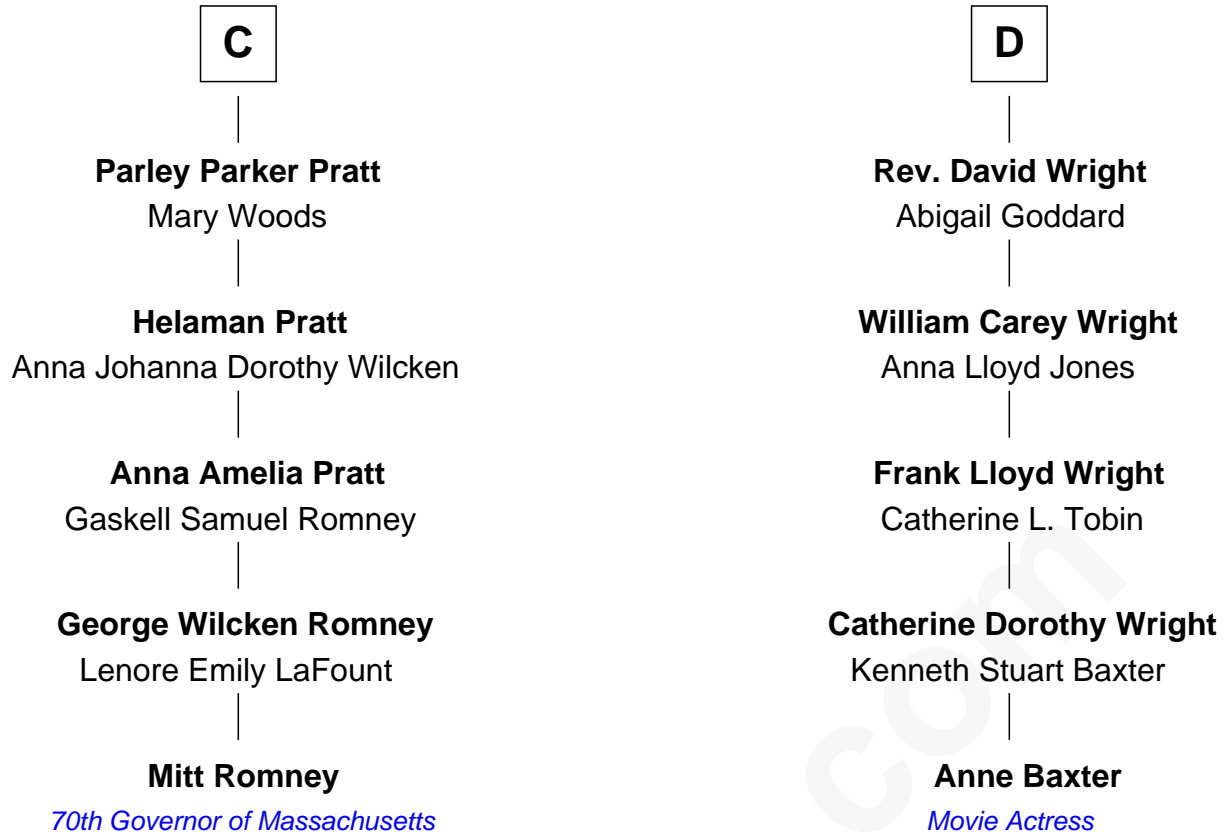 C
Parley Parker Pratt
Mary Woods
Helaman Pratt
Anna Johanna Dorothy Wilcken
Anna Amelia Pratt
Gaskell Samuel Romney
George Wilcken Romney
Lenore Emily LaFount
Mitt Romney
70th Governor of Massachusetts
D
Rev. David Wright
Abigail Goddard
William Carey Wright
Anna Lloyd Jones
Frank Lloyd Wright
Catherine L. Tobin
Catherine Dorothy Wright
Kenneth Stuart Baxter
Anne Baxter
Movie Actress
com